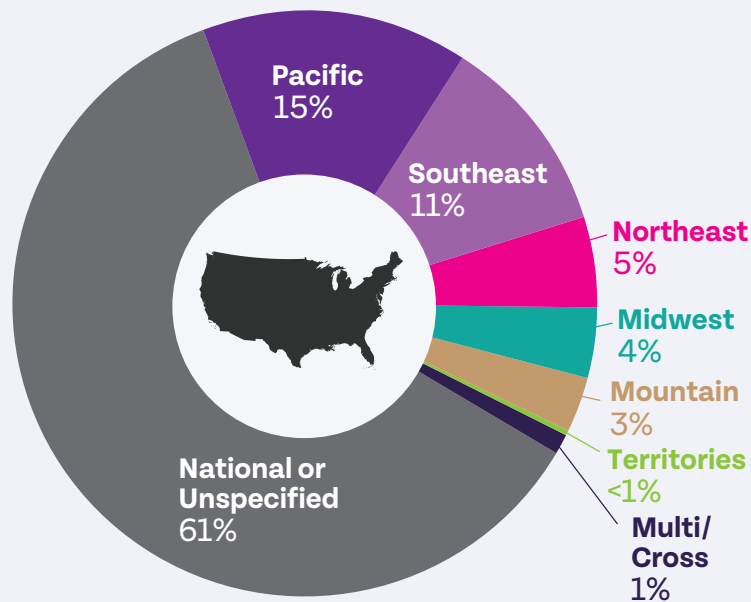 Pacific
15%
Southeast
11%
Northeast
5%
Midwest
4%
Mountain
3%
Territories
<1%
Multi/
Cross
1%
National or
Unspecified
61%